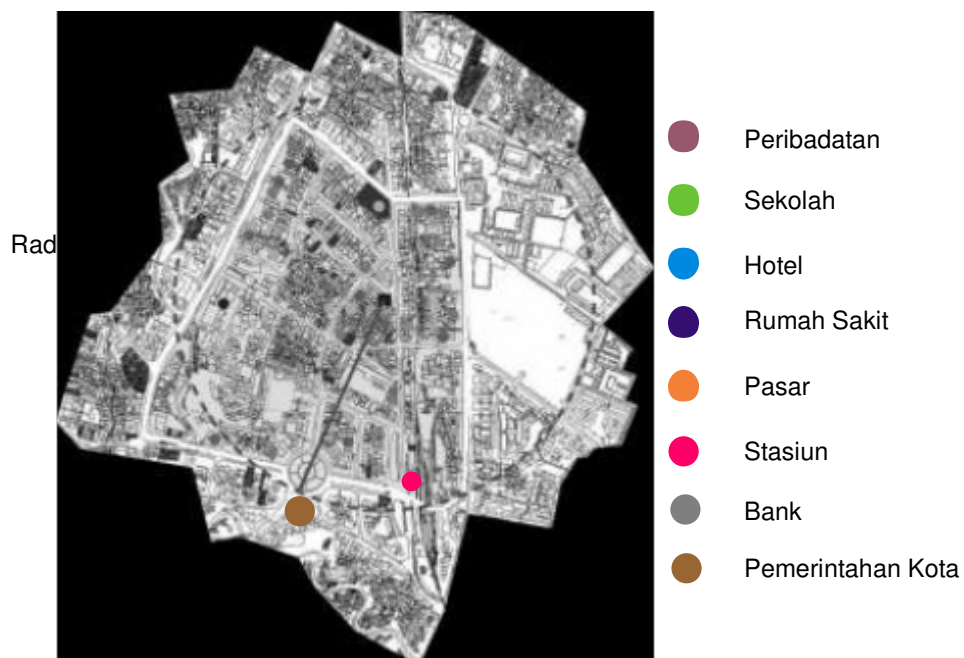 Peribadatan
Sekolah
Rad
Hotel
Rumah Sakit
Pasar
Stasiun
Bank
Pemerintahan Kota